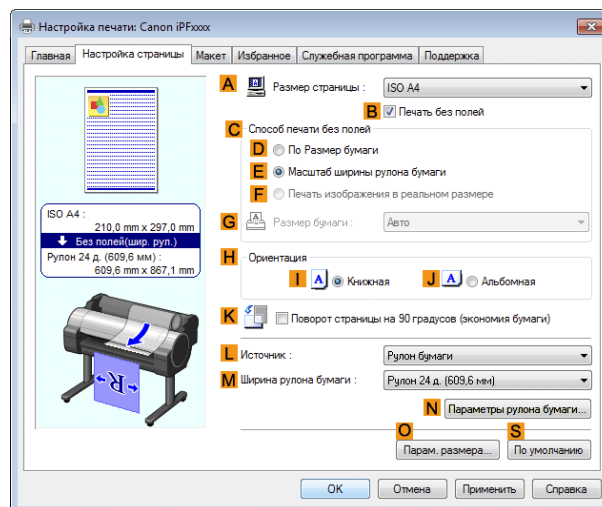 Настройка печати: Canon iPFxxxx
Главная Настройка страницы Макет Избранное Служебная программа Поддержка
A Размер страницы : ISO A4
B Печать без полей
C Способ печати без полей
D По Размер бумаги
E Масштаб ширины рулона бумаги
F Печать изображения в реальном размере
G Размер бумаги : Авто
ISO A4 :
210,0 mm x 297,0 mm
Без полей(шир. рул.)
Рулон 24 д. (609,6 мм) :
609,6 mm x 867,1 mm
H Ориентация
I A Книжная J A Альбомная
K Поворот страницы на 90 градусов (экономия бумаги)
R
L Источник : Рулон бумаги
M Ширина рулона бумаги : Рулон 24 д. (609,6 мм)
N Параметры рулона бумаги...
O S
Парам. размера... По умолчанию
OK Отмена Применить Справка